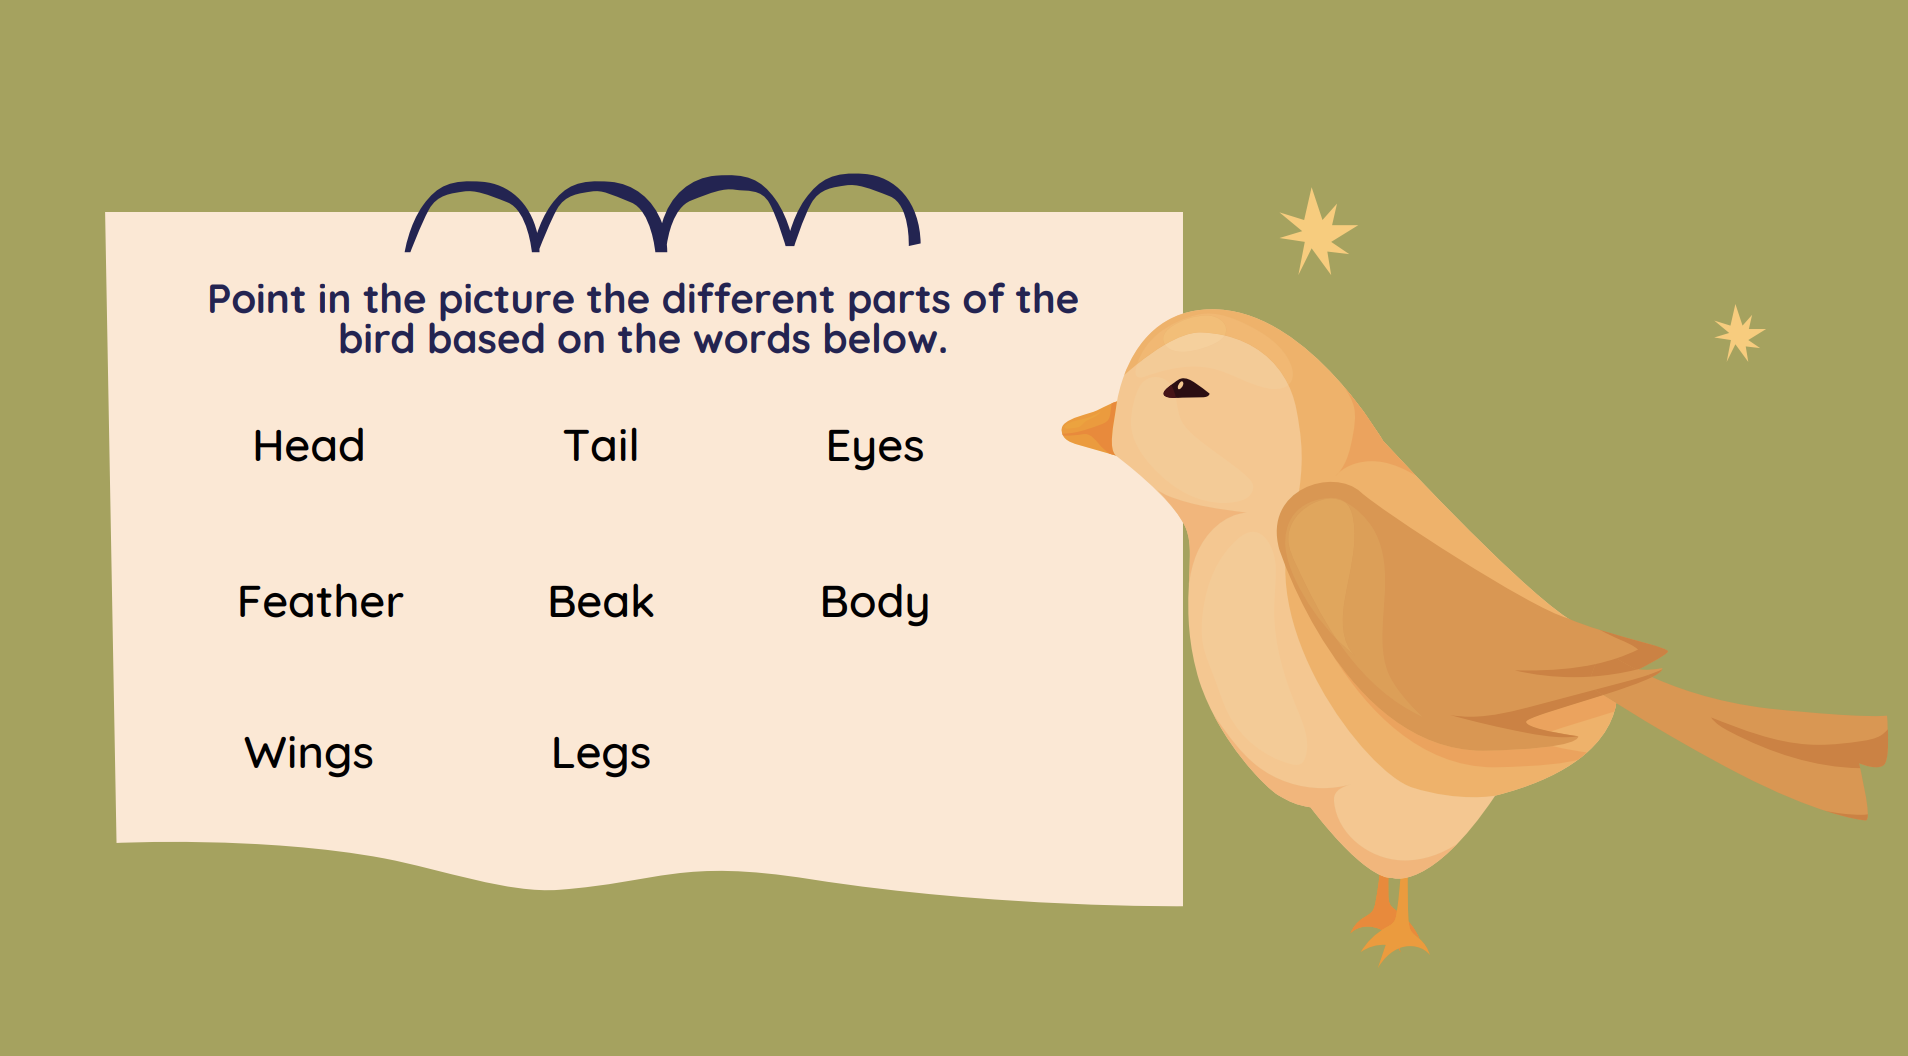 Point in the picture the different parts of the
bird based on the words below.
Head Tail Eyes
Feather Beak Body
Wings Legs